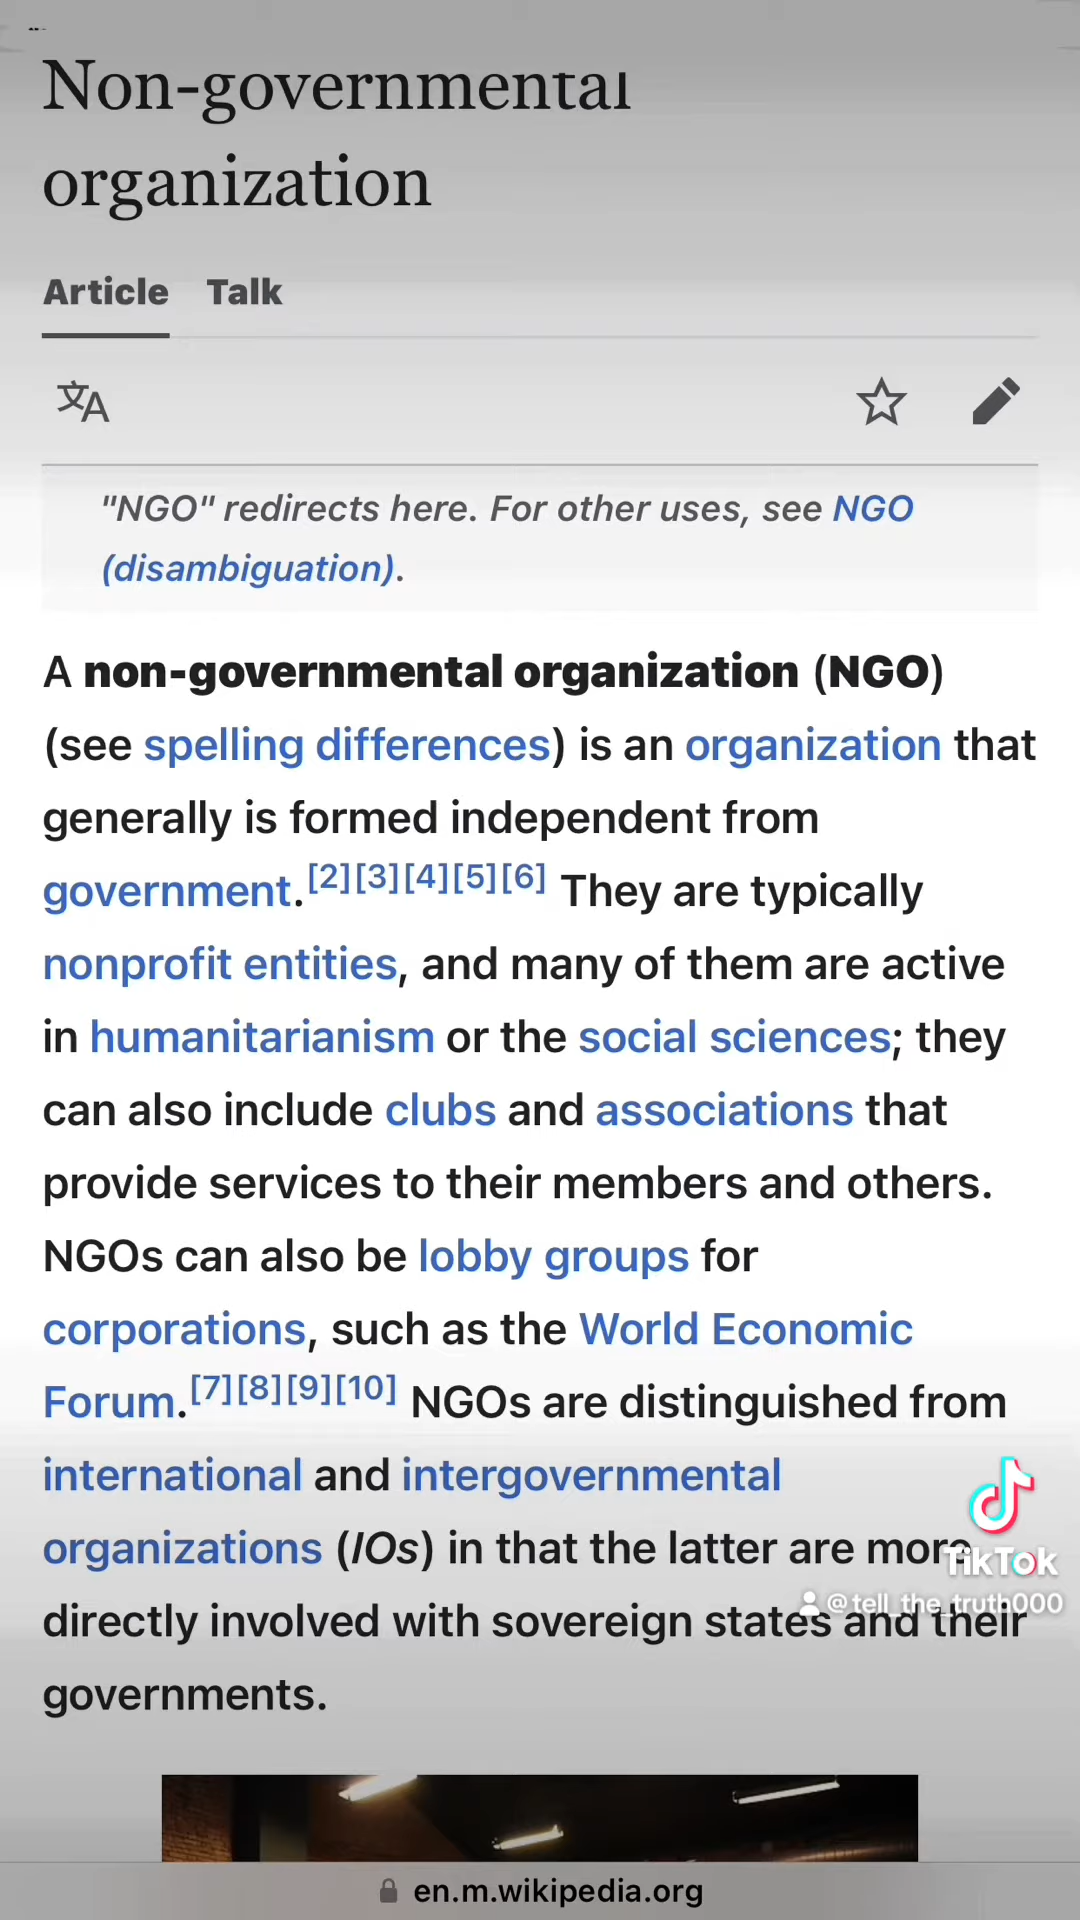 Non-governmental
organization
Article Talk
"NGO" redirects here. For other uses, see NGO
(disambiguation).
A non-governmental organization (NGO)
(see spelling differences) is an organization that
generally is formed independent from
government.[2][3][4][5][6] They are typically
nonprofit entities, and many of them are active
in humanitarianism or the social sciences; they
can also include clubs and associations that
provide services to their members and others.
NGOs can also be lobby groups for
corporations, such as the World Economic
Forum.[7][8][9][10] NGOs are distinguished from
international and intergovernmental
organizations (IOs) in that the latter are more
TikTok
@tell_the_truth000
directly involved with sovereign states and their
governments.
en.m.wikipedia.org